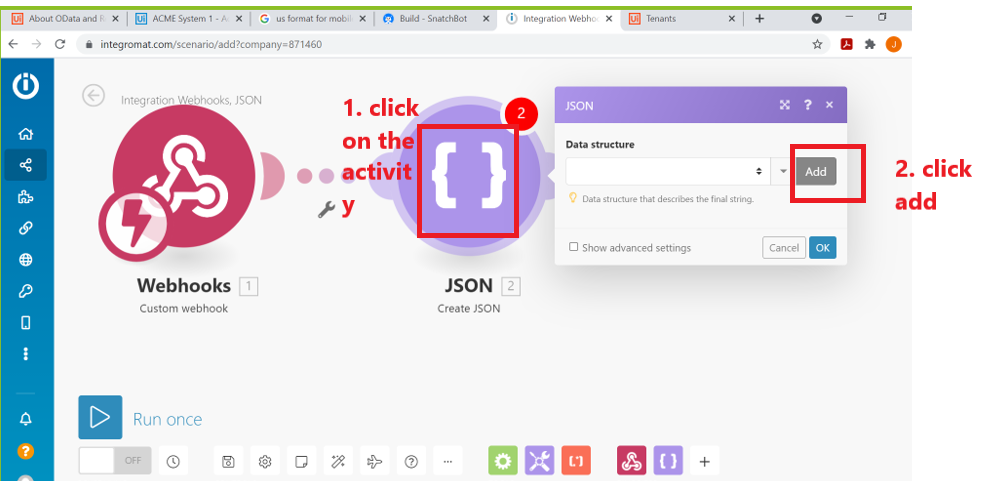 About OData and R
ACME System 1 - Ac
us format for mobil
Build - SnatchBot
Integration Webho
Tenants
integromat.com/scenario/add?company=871460
J
Integration Webhooks, JSON
1. click
on the
activit
y
2
JSON
Data structure
Add
Data structure that describes the final string.
Show advanced settings
Cancel
OK
2. click
add
Webhooks 1
Custom webhook
JSON 2
Create JSON
Run once
OFF